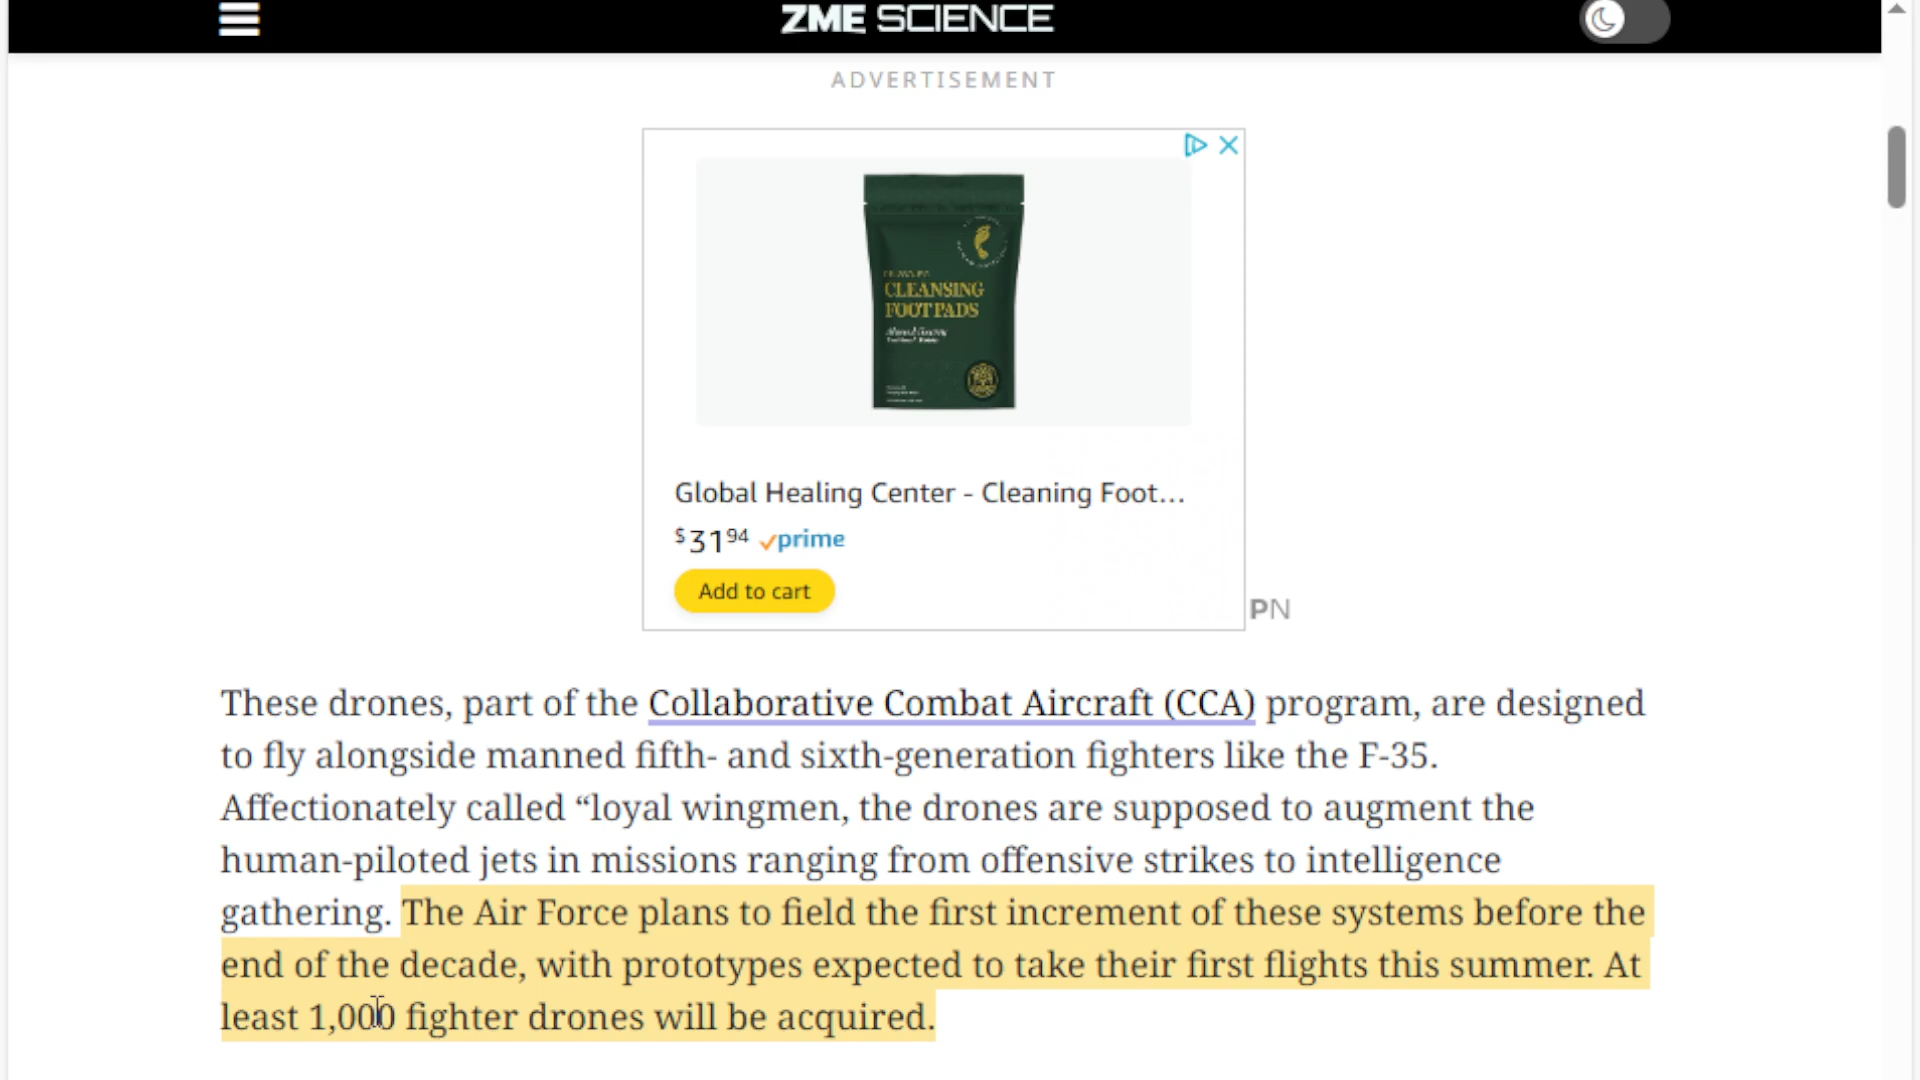 ZME SCIENCE
ADVERTISEMENT
CLEANSING
FOOT PADS
Global Healing Center - Cleaning Foot...
$3194 prime
Add to cart
PN
These drones, part of the Collaborative Combat Aircraft (CCA) program, are designed
to fly alongside manned fifth- and sixth-generation fighters like the F-35.
Affectionately called “loyal wingmen, the drones are supposed to augment the
human-piloted jets in missions ranging from offensive strikes to intelligence
gathering. The Air Force plans to field the first increment of these systems before the
end of the decade, with prototypes expected to take their first flights this summer. At
least 1,000 fighter drones will be acquired.